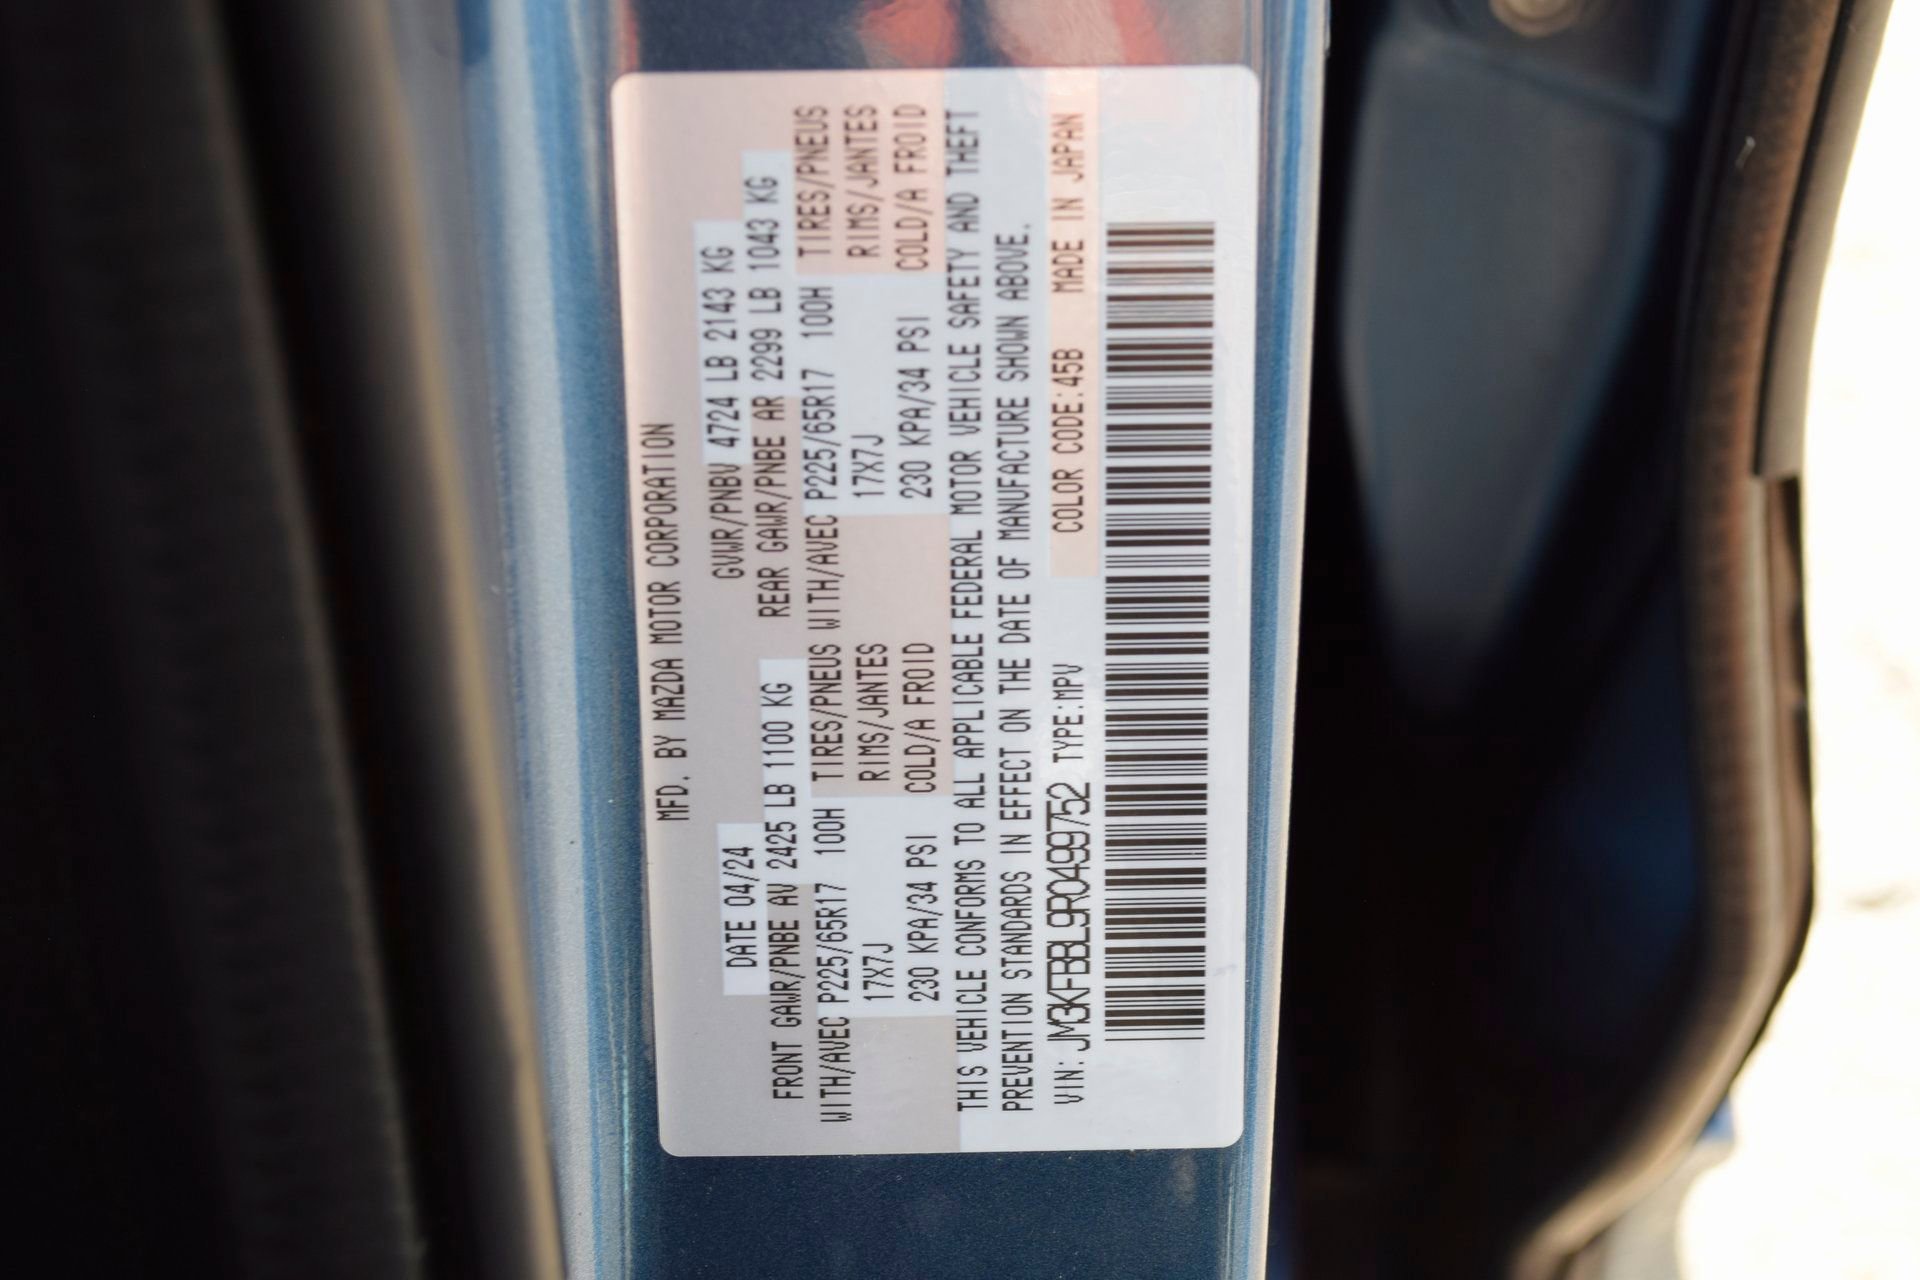 MFD. BY MAZDA MOTOR CORPORATION
DATE 04/24 GVWR/PNBV 4724 LB 2143 KG
FRONT GAWR/PNBE AV 2425 LB 1100 KG REAR GAWR/PNBE AR 2299 LB 1043 KG
WITH/AVEC P225/65R17 100H TIRES/PNEUS WITH/AVEC P225/65R17 100H TIRES/PNEUS
17X7J RIMS/JANTES 17X7J RIMS/JANTES
230 KPA/34 PSI COLD/A FROID 230 KPA/34 PSI COLD/A FROID
THIS VEHICLE CONFORMS TO ALL APPLICABLE FEDERAL MOTOR VEHICLE SAFETY AND THEFT
PREVENTION STANDARDS IN EFFECT ON THE DATE OF MANUFACTURE SHOWN ABOVE.
VIN: JM3KFBBL9R0499752 TYPE:MPV COLOR CODE:45B MADE IN JAPAN